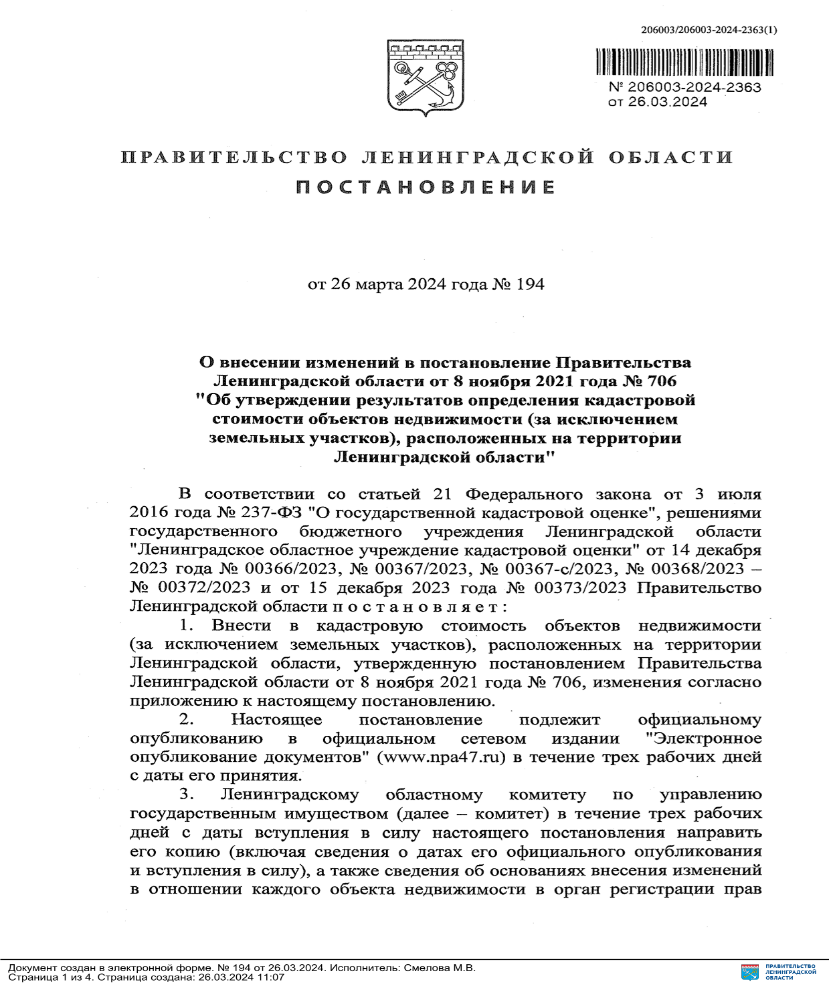 206003/206003-2024-2363(1)
№ 206003-2024-2363
от 26.03.2024
ПРАВИТЕЛЬСТВО ЛЕНИНГРАДСКОЙ ОБЛАСТИ
ПОСТАНОВЛЕНИЕ
от 26 марта 2024 года № 194
О внесении изменений в постановление Правительства
Ленинградской области от 8 ноября 2021 года № 706
"Об утверждении результатов определения кадастровой
стоимости объектов недвижимости (за исключением
земельных участков), расположенных на территории
Ленинградской области"
В соответствии со статьей 21 Федерального закона от 3 июля
2016 года № 237-ФЗ "О государственной кадастровой оценке", решениями
государственного бюджетного учреждения Ленинградской области
"Ленинградское областное учреждение кадастровой оценки" от 14 декабря
2023 года № 00366/2023, № 00367/2023, № 00367-с/2023, № 00368/2023 –
№ 00372/2023 и от 15 декабря 2023 года № 00373/2023 Правительство
Ленинградской области п о с т а н о в л я е т :
1. Внести в кадастровую стоимость объектов недвижимости
(за исключением земельных участков), расположенных на территории
Ленинградской области, утвержденную постановлением Правительства
Ленинградской области от 8 ноября 2021 года № 706, изменения согласно
приложению к настоящему постановлению.
2. Настоящее постановление подлежит официальному
опубликованию в официальном сетевом издании "Электронное
опубликование документов" (www.npa47.ru) в течение трех рабочих дней
с даты его принятия.
3. Ленинградскому областному комитету по управлению
государственным имуществом (далее – комитет) в течение трех рабочих
дней с даты вступления в силу настоящего постановления направить
его копию (включая сведения о датах его официального опубликования
и вступления в силу), а также сведения об основаниях внесения изменений
в отношении каждого объекта недвижимости в орган регистрации прав
Документ создан в электронной форме. № 194 от 26.03.2024. Исполнитель: Смелова М.В.
Страница 1 из 4. Страница создана: 26.03.2024 11:07
ПРАВИТЕЛЬСТВО
ЛЕНИНГРАДСКОЙ
ОБЛАСТИ